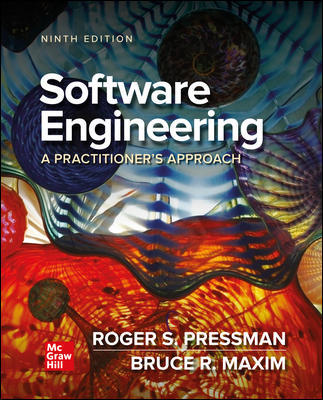 NINTH EDITION
Software
Engineering
A PRACTITIONER'S APPROACH
Mc
Graw
Hill
ROGER S. PRESSMAN
BRUCE R. MAXIM